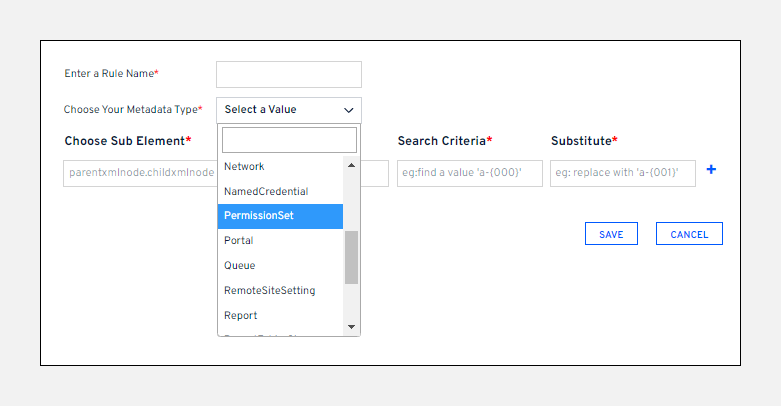 Enter a Rule Name*
Choose Your Metadata Type* Select a Value
Choose Sub Element* Search Criteria* Substitute*
parentxmlnode.childxmlnode eg:find a value 'a-(000)' eg: replace with 'a-(001)' +
Network
NamedCredential
PermissionSet
Portal
SAVE CANCEL
Queue
RemoteSiteSetting
Report